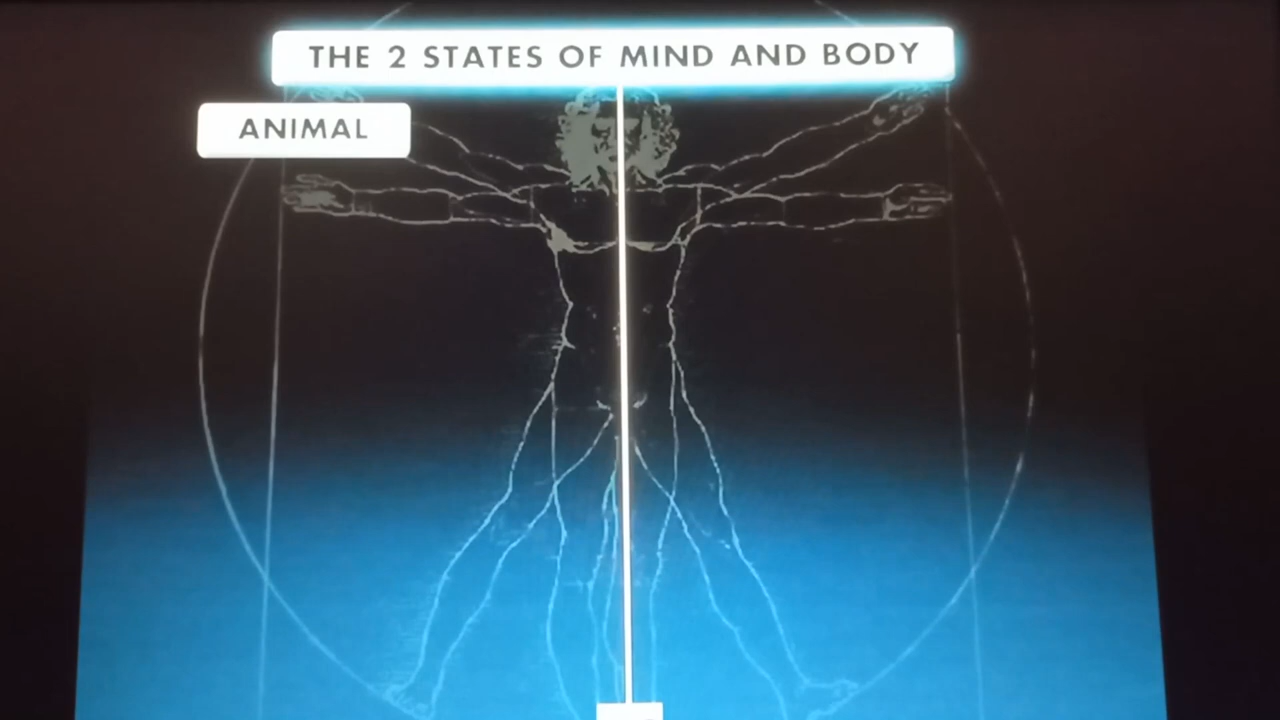 THE 2 STATES OF MIND AND BODY
ANIMAL